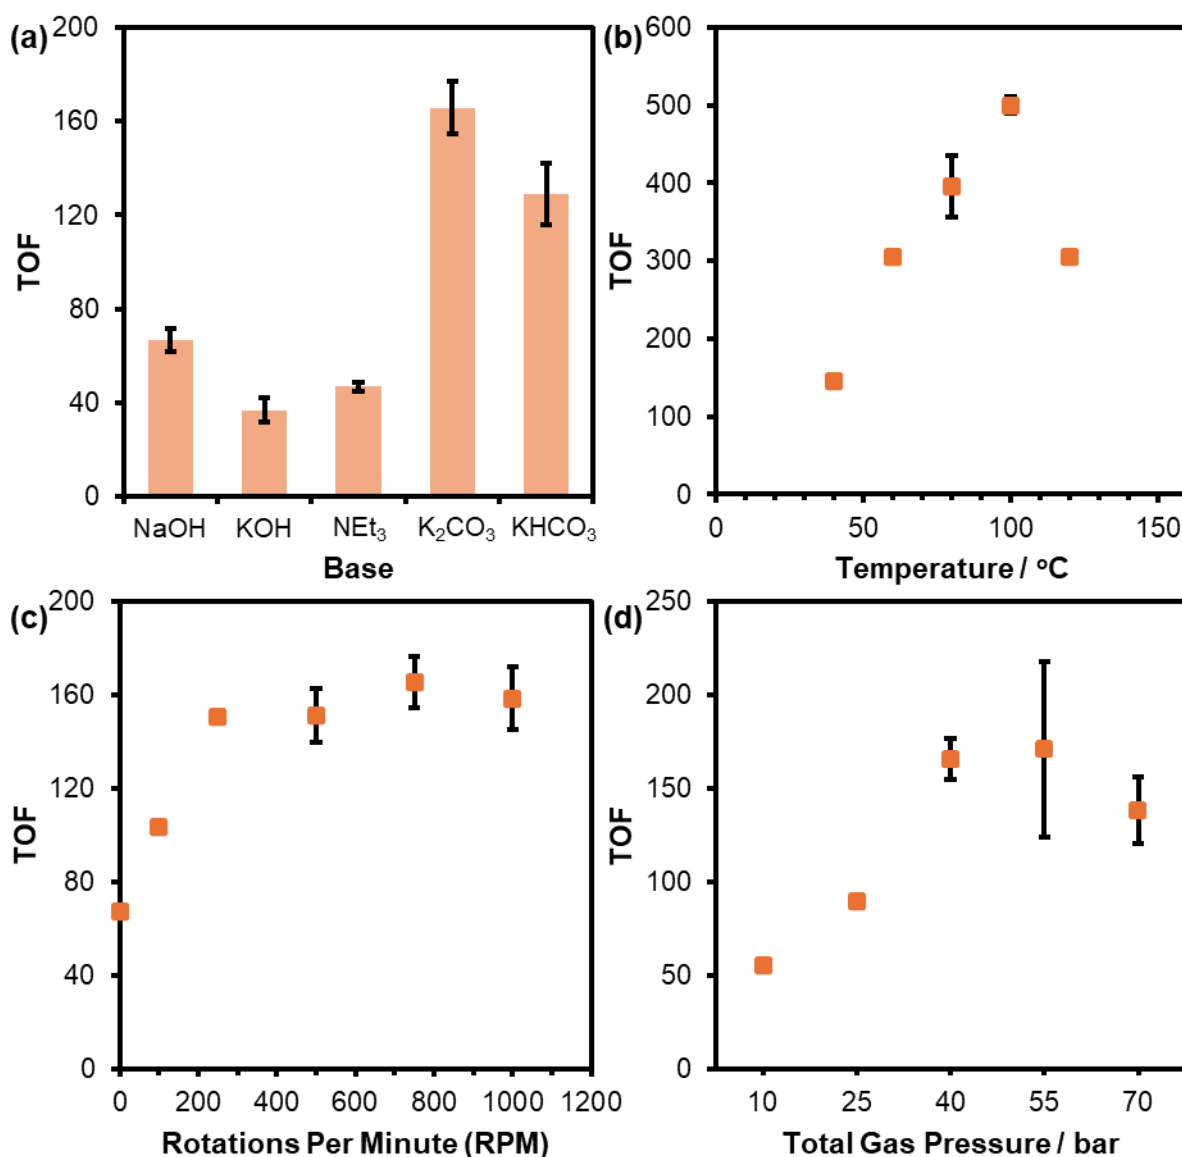 (a)
200
160
120
80
40
0
TOF
NaOH KOH NEt₃ K₂CO₃ KHCO₃
Base
(b)
600
500
400
300
200
100
0
TOF
0 50 100 150
Temperature / °C
(c)
200
160
120
80
40
0
TOF
0 200 400 600 800 1000 1200
Rotations Per Minute (RPM)
(d)
250
200
150
100
50
0
TOF
10 25 40 55 70
Total Gas Pressure / bar